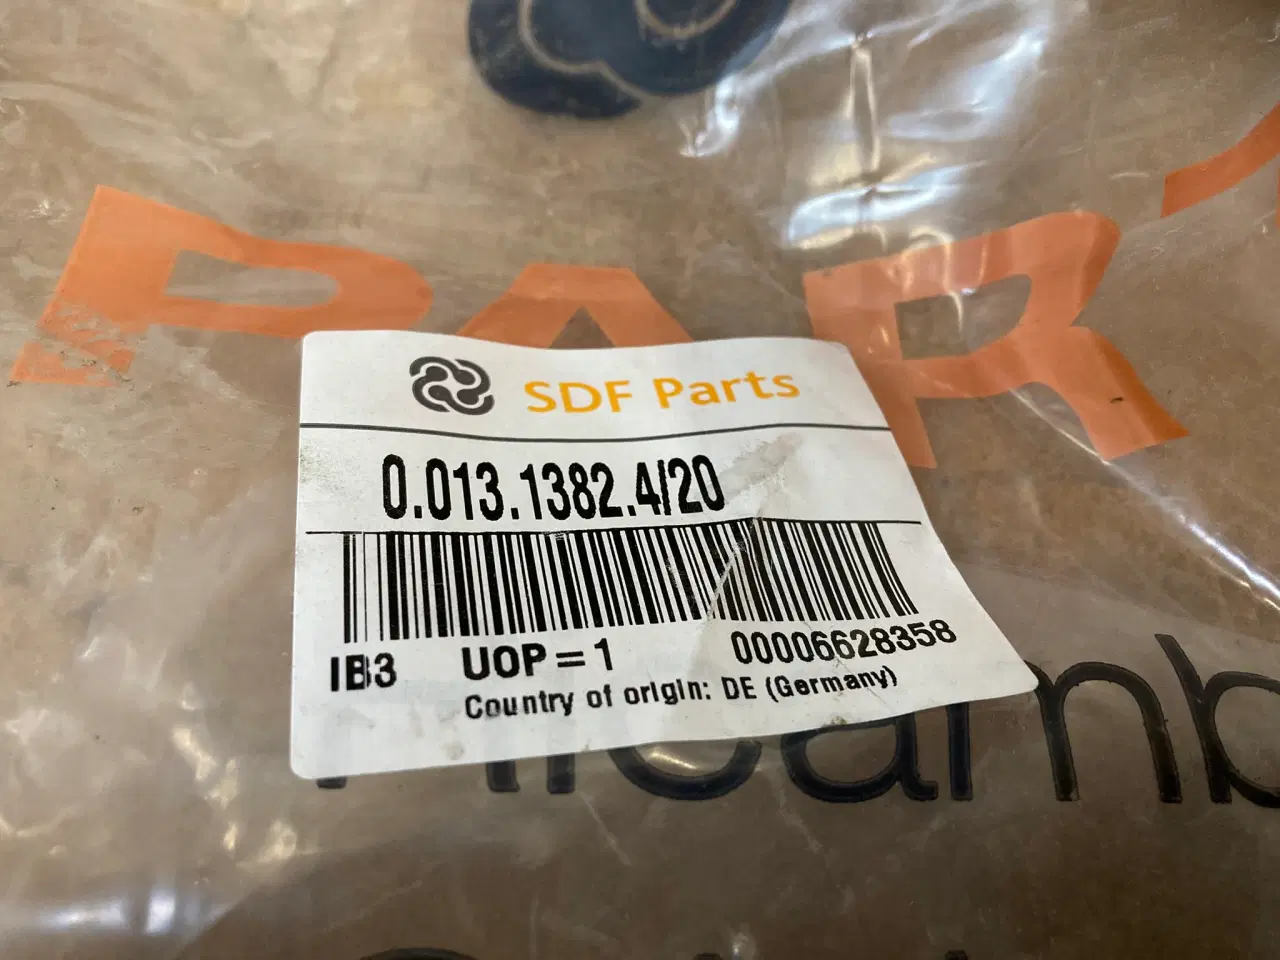 PAR
SDF Parts
0.013.1382.4/20
IB3 UOP=1 00006628358
Country of origin: DE (Germany)